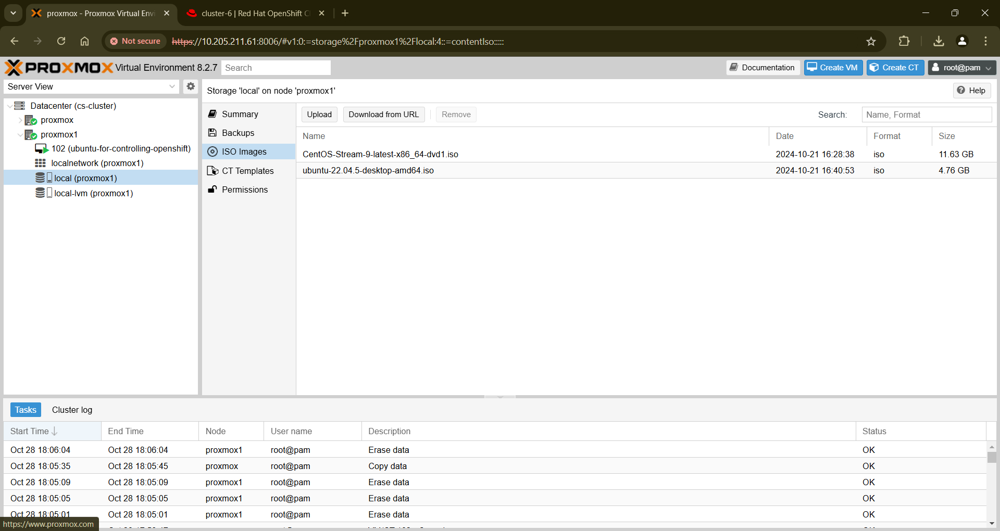 proxmox - Proxmox Virtual Envi
cluster-6 | Red Hat OpenShift C
Not secure https://10.205.211.61:8006/#v1:0:=storage%2Fproxmox1%2Flocal:4::=contentIso:::::
PROXMOX Virtual Environment 8.2.7 Search Documentation Create VM Create CT root@pam
Server View
Storage 'local' on node 'proxmox1' Help
Datacenter (cs-cluster)
proxmox
proxmox1
102 (ubuntu-for-controlling-openshift)
localnetwork (proxmox1)
local (proxmox1)
local-lvm (proxmox1)
Summary
Backups
ISO Images
CT Templates
Permissions
Upload Download from URL Remove Search: Name, Format
Name Date Format Size
CentOS-Stream-9-latest-x86_64-dvd1.iso 2024-10-21 16:28:38 iso 11.63 GB
ubuntu-22.04.5-desktop-amd64.iso 2024-10-21 16:40:53 iso 4.76 GB
Tasks Cluster log
Start Time End Time Node User name Description Status
Oct 28 18:06:04 Oct 28 18:06:04 proxmox1 root@pam Erase data OK
Oct 28 18:05:35 Oct 28 18:05:45 proxmox root@pam Copy data OK
Oct 28 18:05:09 Oct 28 18:05:09 proxmox1 root@pam Erase data OK
Oct 28 18:05:05 Oct 28 18:05:05 proxmox1 root@pam Erase data OK
Oct 28 18:05:01 Oct 28 18:05:01 proxmox1 root@pam Erase data OK
https://www.proxmox.com